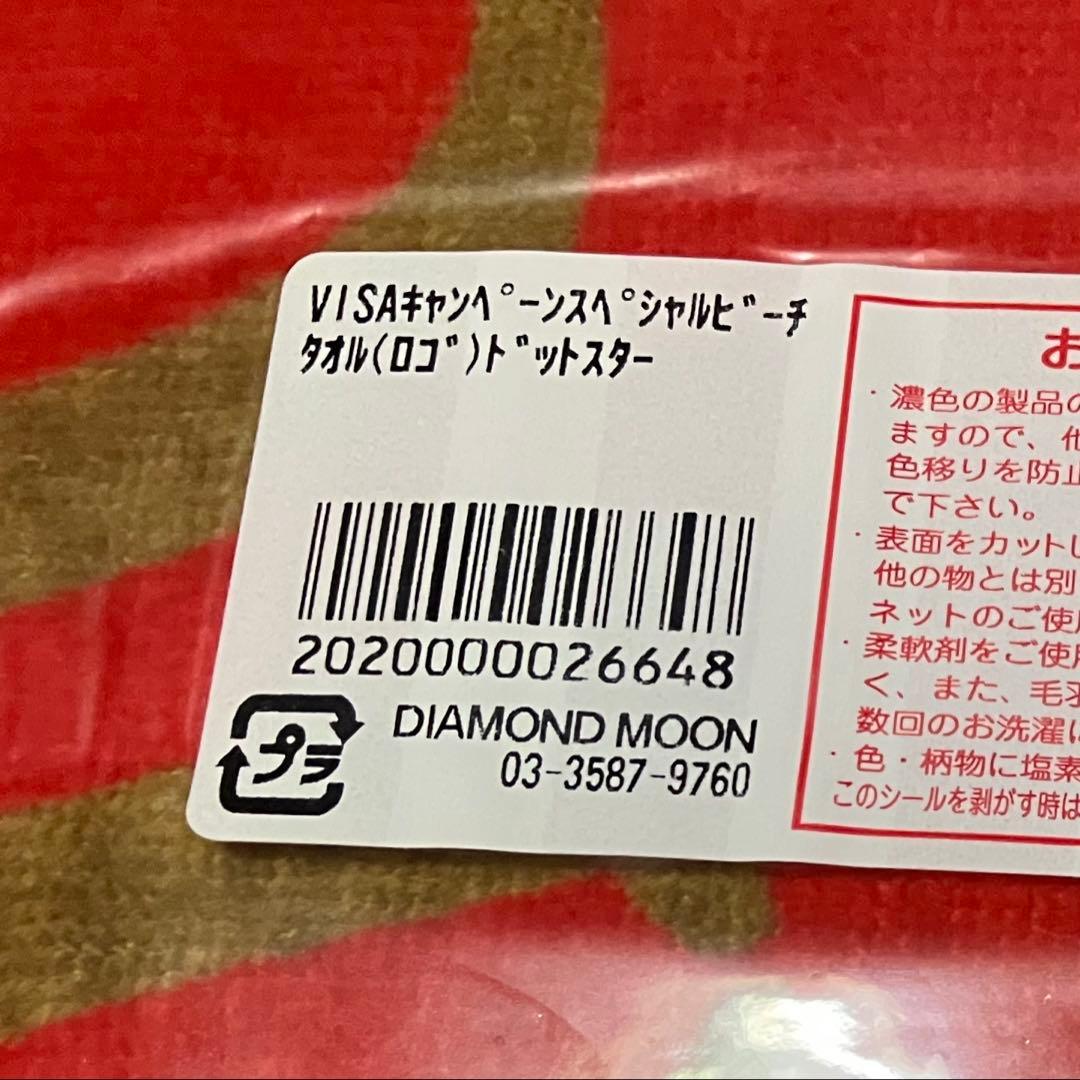 VISAキャンペーンスペシャルビーチ
タオル(ロゴ)ドットスター
2020000026648
プラ
DIAMOND MOON
03-3587-9760
お
・濃色の製品の
ますので、他
色移りを防止
で下さい。
・表面をカットし
他の物とは別
ネットのご使用
・柔軟剤をご使用
く、また、毛羽
数回のお洗濯に
・色・柄物に塩素
このシールを剥がす時は